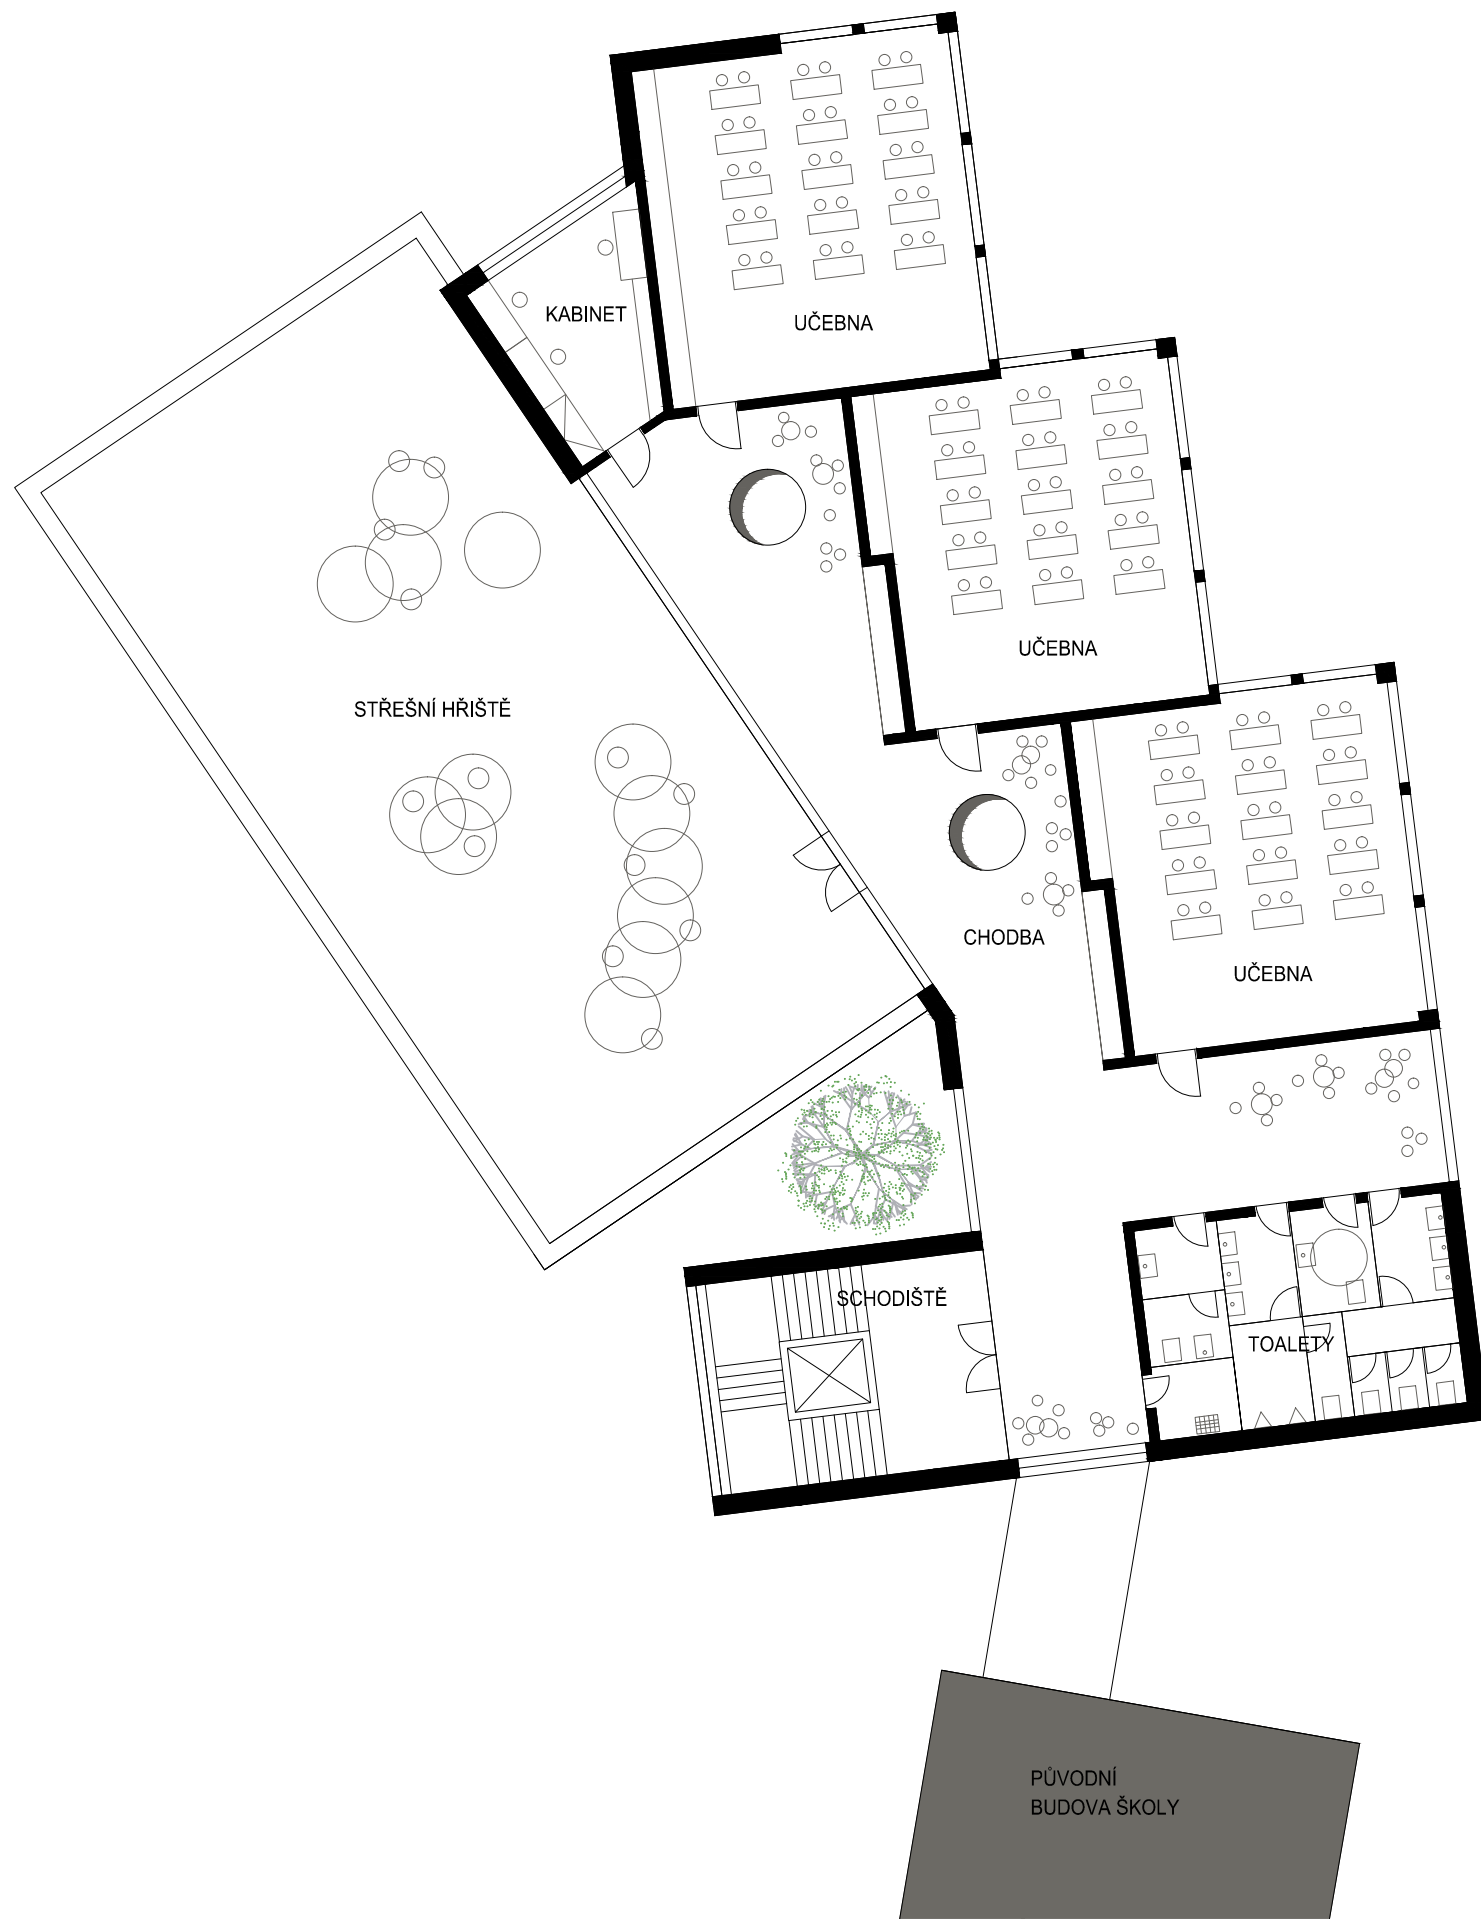 KABINET
UČEBNA
UČEBNA
STŘEŠNÍ HŘIŠTĚ
CHODBA
UČEBNA
SCHODIŠTĚ
TOALETY
PŮVODNÍ
BUDOVA ŠKOLY